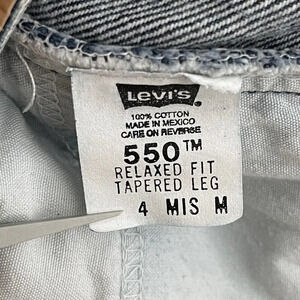 Levi's
100% COTTON
MADE IN MEXICO
CARE ON REVERSE
550™
RELAXED FIT
TAPERED LEG
4 MIS M